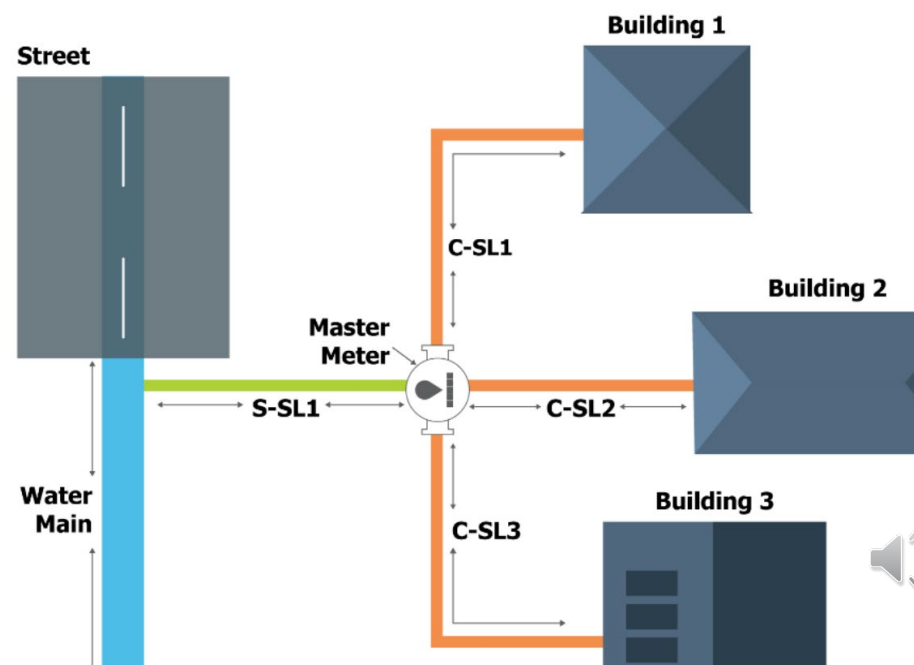 Building 1
Street
C-SL1
Building 2
Master
Meter
S-SL1
C-SL2
Water
Main
Building 3
C-SL3